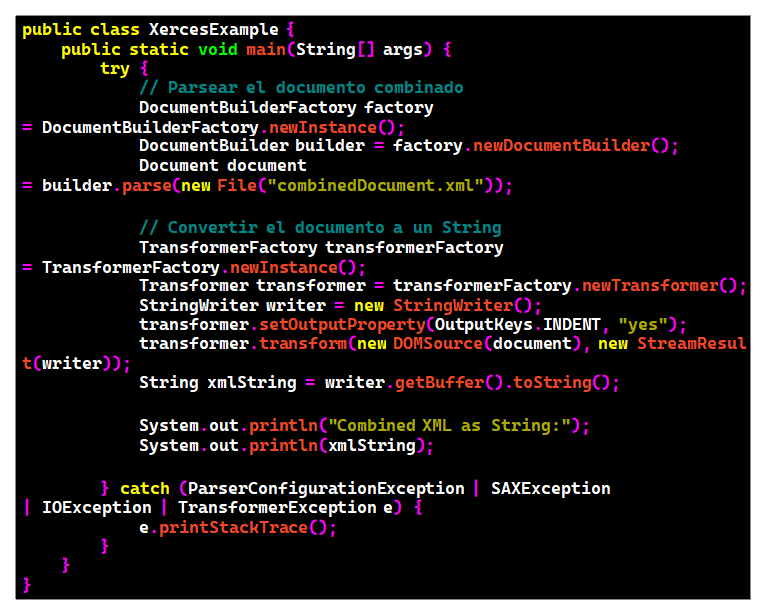 public class XercesExample {
    public static void main(String[] args) {
        try {
            // Parsear el documento combinado
            DocumentBuilderFactory factory
= DocumentBuilderFactory.newInstance();
            DocumentBuilder builder = factory.newDocumentBuilder();
            Document document
= builder.parse(new File("combinedDocument.xml"));

            // Convertir el documento a un String
            TransformerFactory transformerFactory
= TransformerFactory.newInstance();
            Transformer transformer = transformerFactory.newTransformer();
            StringWriter writer = new StringWriter();
            transformer.setOutputProperty(OutputKeys.INDENT, "yes");
            transformer.transform(new DOMSource(document), new StreamResul
t(writer));
            String xmlString = writer.getBuffer().toString();

            System.out.println("Combined XML as String:");
            System.out.println(xmlString);

        } catch (ParserConfigurationException | SAXException
| IOException | TransformerException e) {
            e.printStackTrace();
        }
    }
}